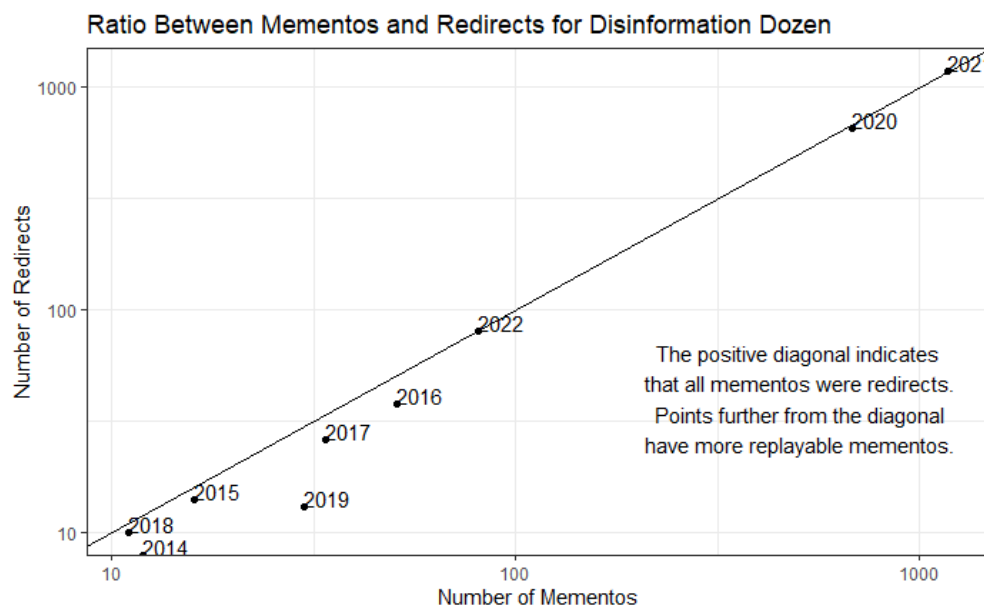 Ratio Between Mementos and Redirects for Disinformation Dozen
Number of Redirects
1000
100
10
202
2020
2022
2016
2017
2015
2019
2018
2014
The positive diagonal indicates
that all mementos were redirects.
Points further from the diagonal
have more replayable mementos.
10
100
1000
Number of Mementos